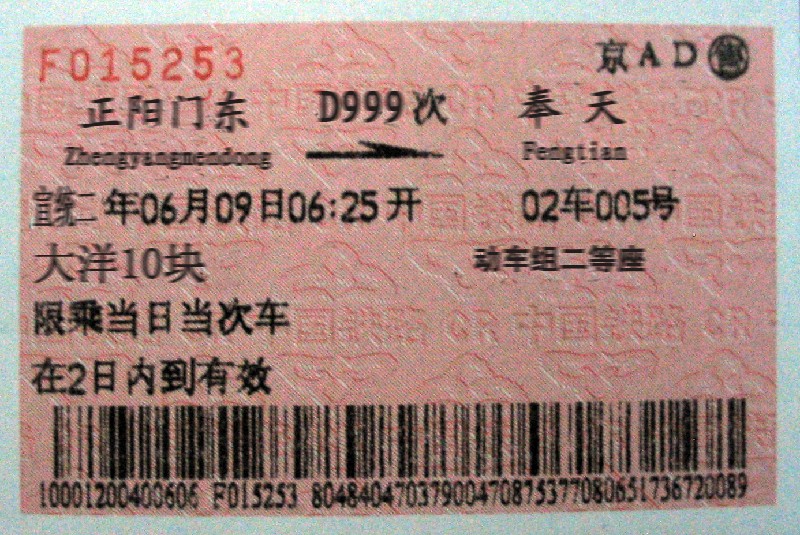 F015253 京AD售
正阳门东 D999次 奉天
Zhengyangmendong Fengtian
宣统二年06月09日06:25开 02车005号
大洋10块 动车组二等座
限乘当日当次车
在2日内到有效
10001200400606 F015253 80484047037900470875377080651736720089